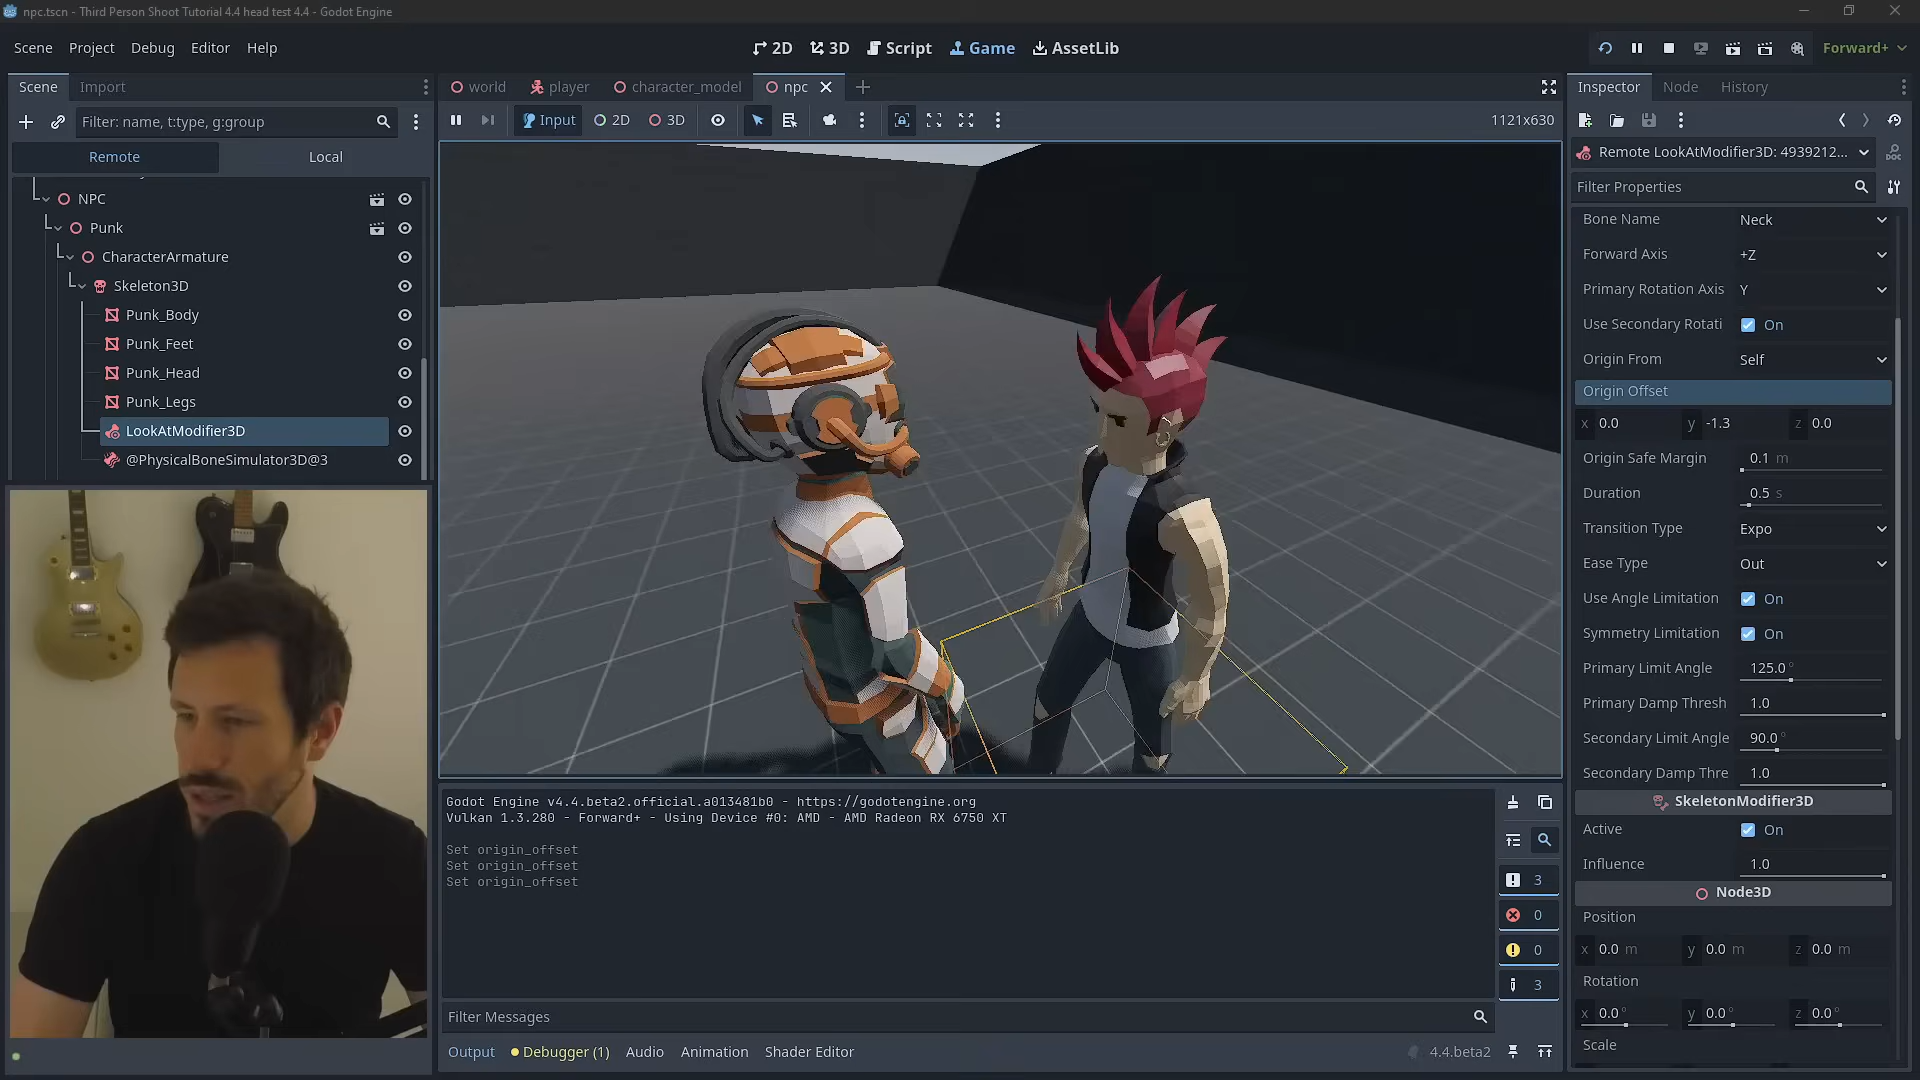 npc.tscn - Third Person Shoot Tutorial 4.4 head test 4.4 - Godot Engine
Scene Project Debug Editor Help
2D 3D Script Game AssetLib
Forward+
Scene Import
Filter: name, t:type, g:group
Remote Local
NPC
Punk
CharacterArmature
Skeleton3D
Punk_Body
Punk_Feet
Punk_Head
Punk_Legs
LookAtModifier3D
@PhysicalBoneSimulator3D@3
world player character_model npc
Input 2D 3D
1121x630
Godot Engine v4.4.beta2.official.a013481b0 - https://godotengine.org
Vulkan 1.3.280 - Forward+ - Using Device #0: AMD - AMD Radeon RX 6750 XT
Set origin_offset
Set origin_offset
Set origin_offset
3
0
0
3
Filter Messages
Output Debugger (1) Audio Animation Shader Editor
4.4.beta2
Inspector Node History
Remote LookAtModifier3D: 4939212...
DOC
Filter Properties
Bone Name Neck
Forward Axis +Z
Primary Rotation Axis Y
Use Secondary Rotati On
Origin From Self
Origin Offset
x 0.0 y -1.3 z 0.0
Origin Safe Margin 0.1 m
Duration 0.5 s
Transition Type Expo
Ease Type Out
Use Angle Limitation On
Symmetry Limitation On
Primary Limit Angle 125.0 °
Primary Damp Thresh 1.0
Secondary Limit Angle 90.0 °
Secondary Damp Thre 1.0
SkeletonModifier3D
Active On
Influence 1.0
Node3D
Position
x 0.0 m y 0.0 m z 0.0 m
Rotation
x 0.0 ° y 0.0 ° z 0.0 °
Scale